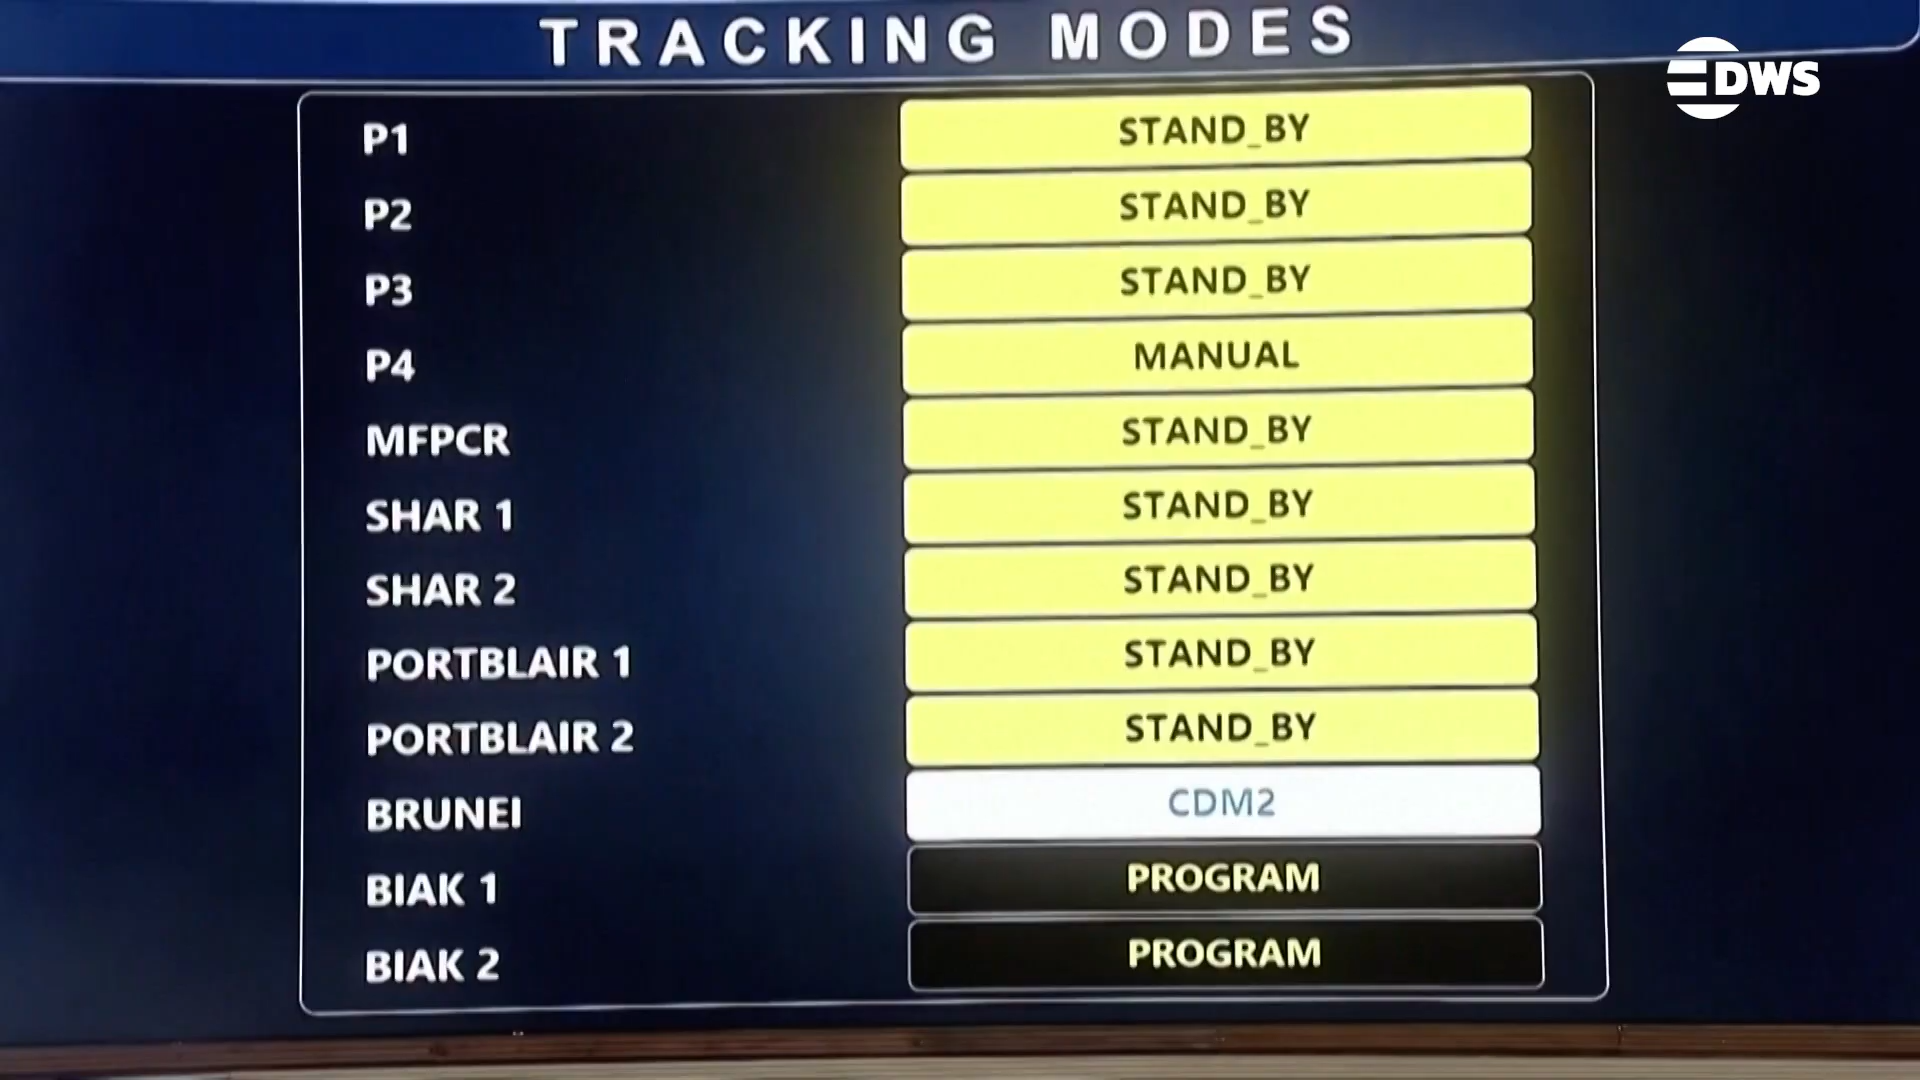 TRACKING MODES
DWS
P1 STAND_BY
P2 STAND_BY
P3 STAND_BY
P4 MANUAL
MFPCR STAND_BY
SHAR 1 STAND_BY
SHAR 2 STAND_BY
PORTBLAIR 1 STAND_BY
PORTBLAIR 2 STAND_BY
BRUNEI CDM2
BIAK 1 PROGRAM
BIAK 2 PROGRAM